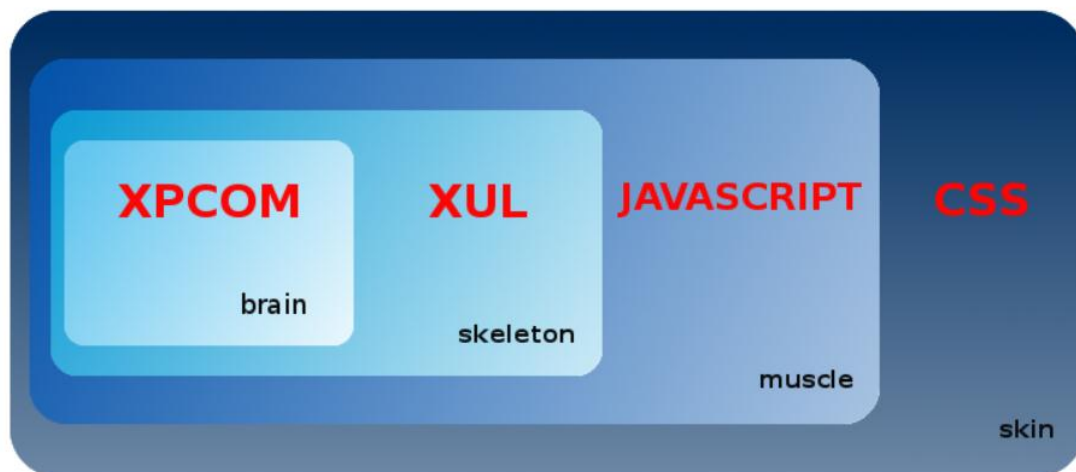 XPCOM
XUL
JAVASCRIPT
CSS
brain
skeleton
muscle
skin